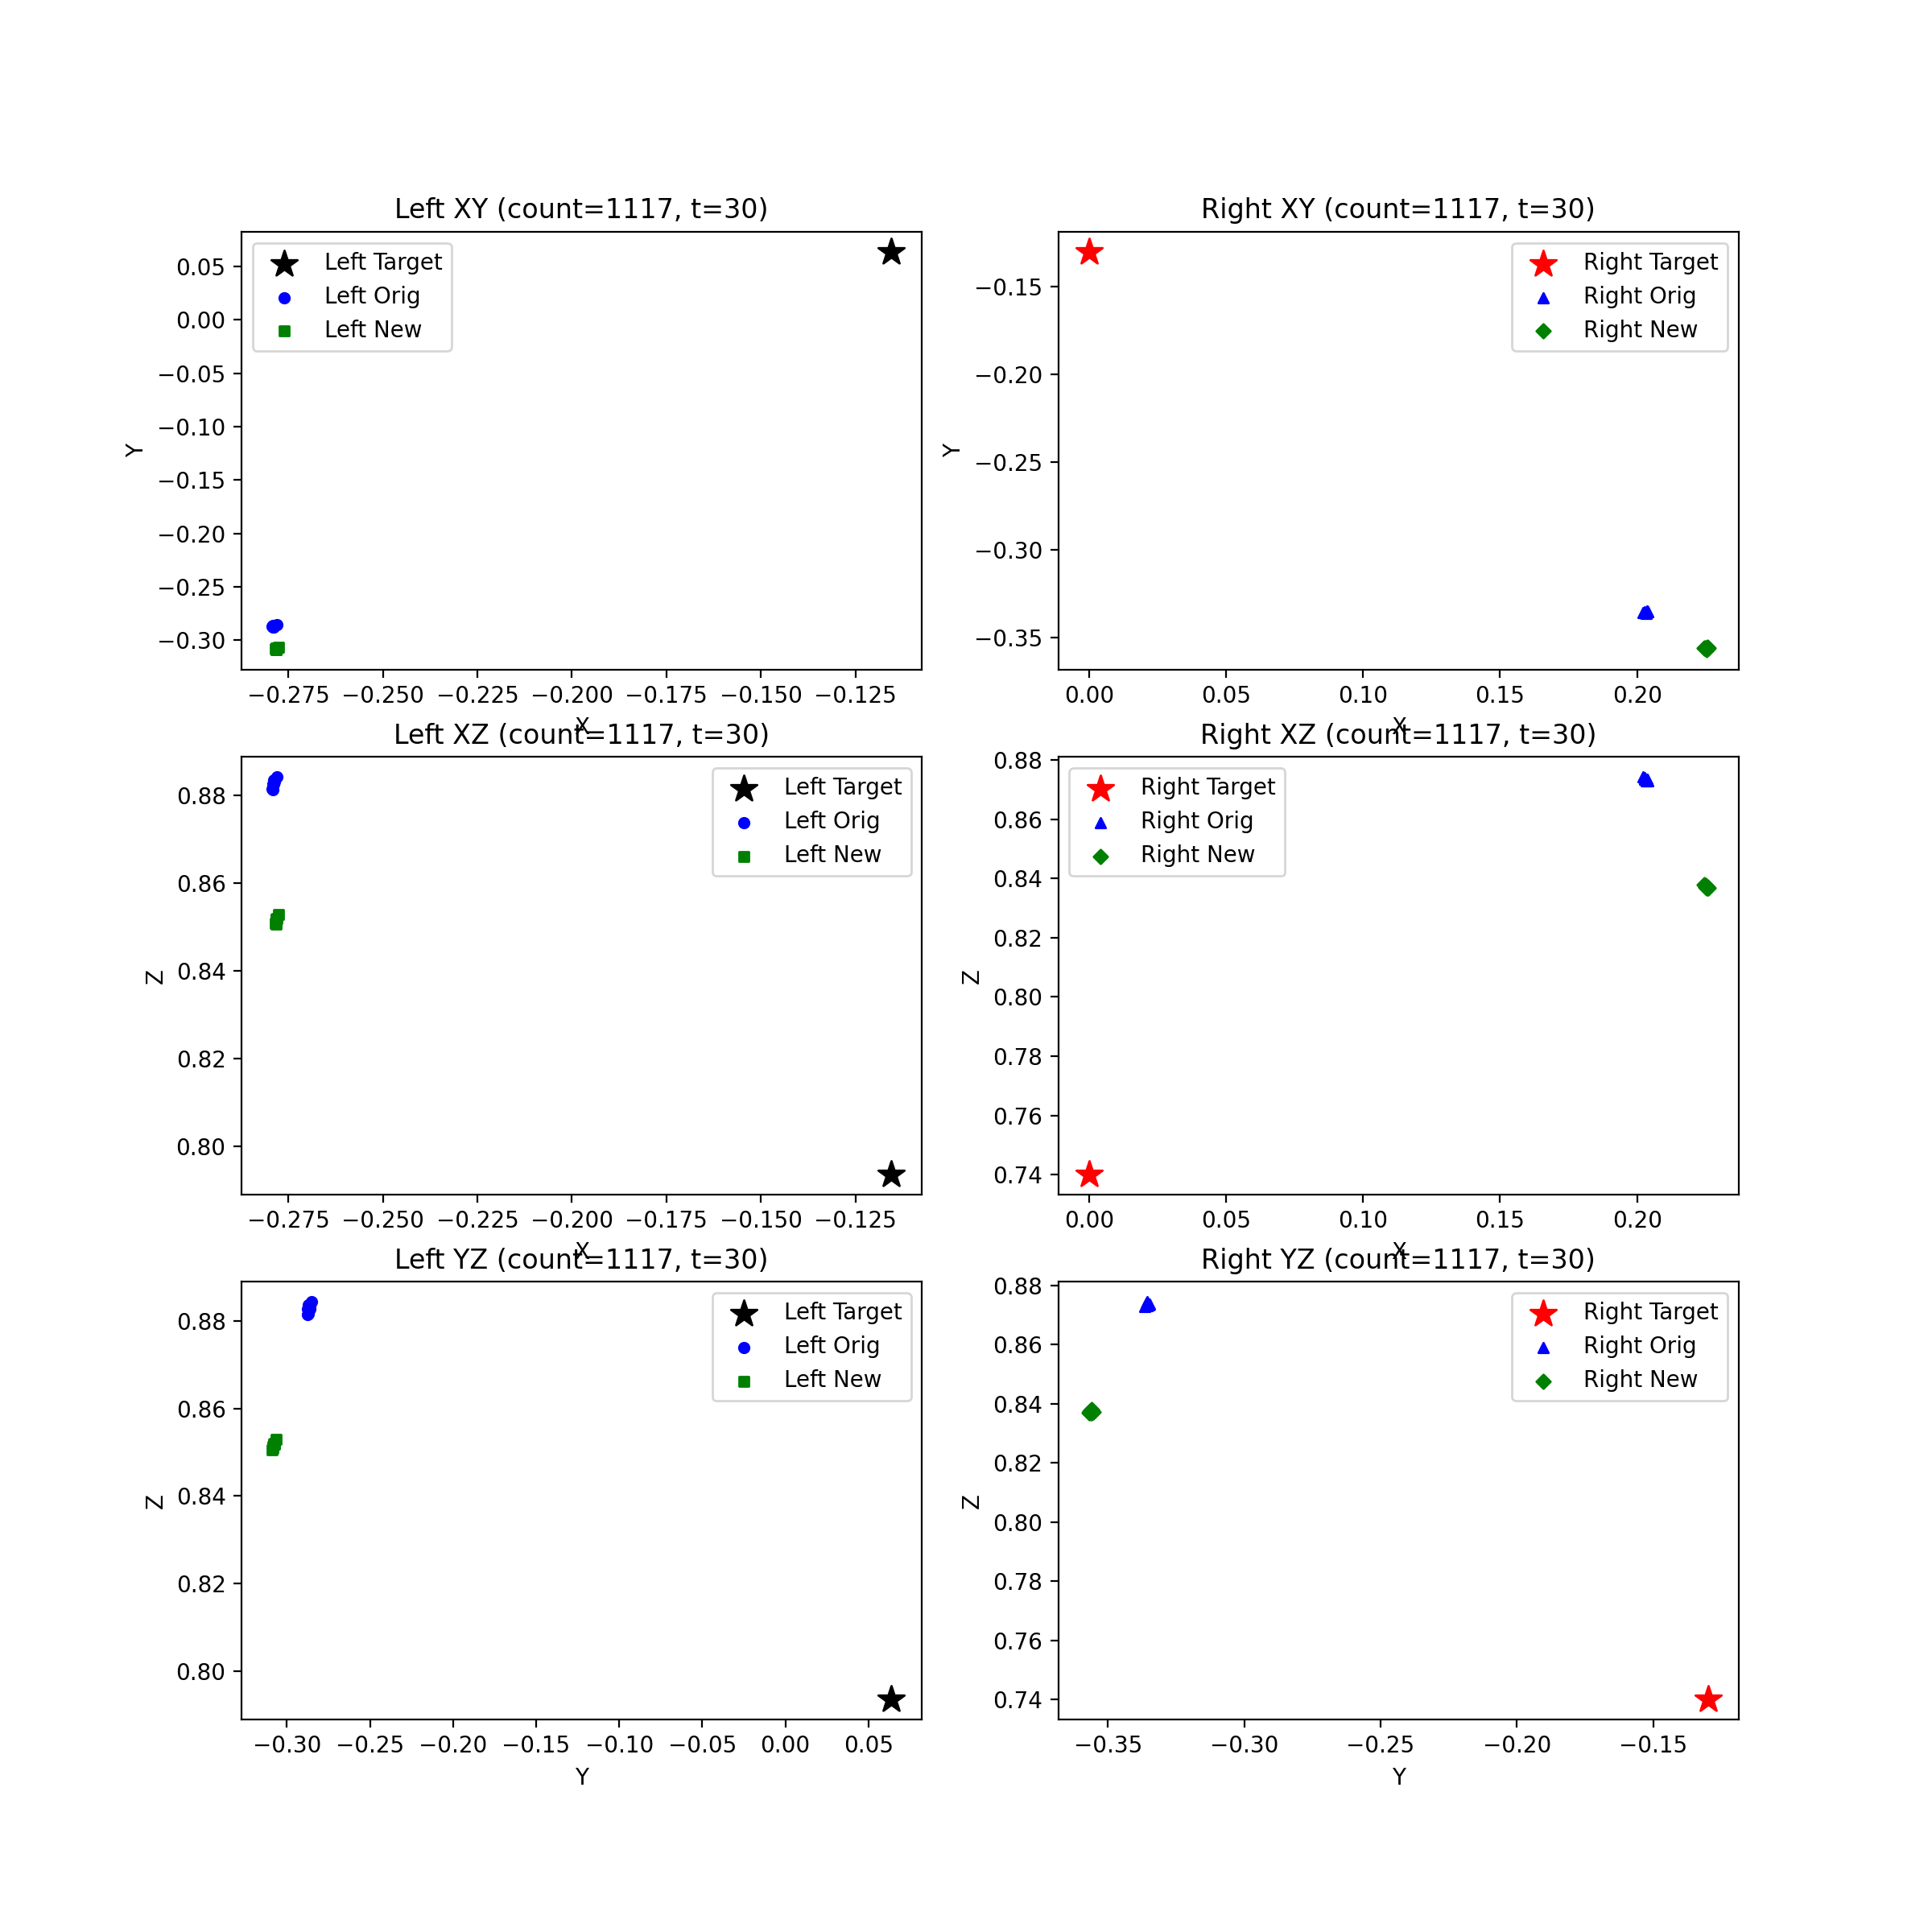 Left XY (count=1117, t=30)
Left Target
Left Orig
Left New
0.05
0.00
−0.05
−0.10
−0.15
−0.20
−0.25
−0.30
Y
−0.275 −0.250 −0.225 −0.200 −0.175 −0.150 −0.125
X
Right XY (count=1117, t=30)
Right Target
Right Orig
Right New
−0.15
−0.20
−0.25
−0.30
−0.35
Y
0.00 0.05 0.10 0.15 0.20
X
Left XZ (count=1117, t=30)
Left Target
Left Orig
Left New
0.88
0.86
0.84
0.82
0.80
Z
−0.275 −0.250 −0.225 −0.200 −0.175 −0.150 −0.125
X
Right XZ (count=1117, t=30)
Right Target
Right Orig
Right New
0.88
0.86
0.84
0.82
0.80
0.78
0.76
0.74
Z
0.00 0.05 0.10 0.15 0.20
X
Left YZ (count=1117, t=30)
Left Target
Left Orig
Left New
0.88
0.86
0.84
0.82
0.80
Z
−0.30 −0.25 −0.20 −0.15 −0.10 −0.05 0.00 0.05
Y
Right YZ (count=1117, t=30)
Right Target
Right Orig
Right New
0.88
0.86
0.84
0.82
0.80
0.78
0.76
0.74
Z
−0.35 −0.30 −0.25 −0.20 −0.15
Y